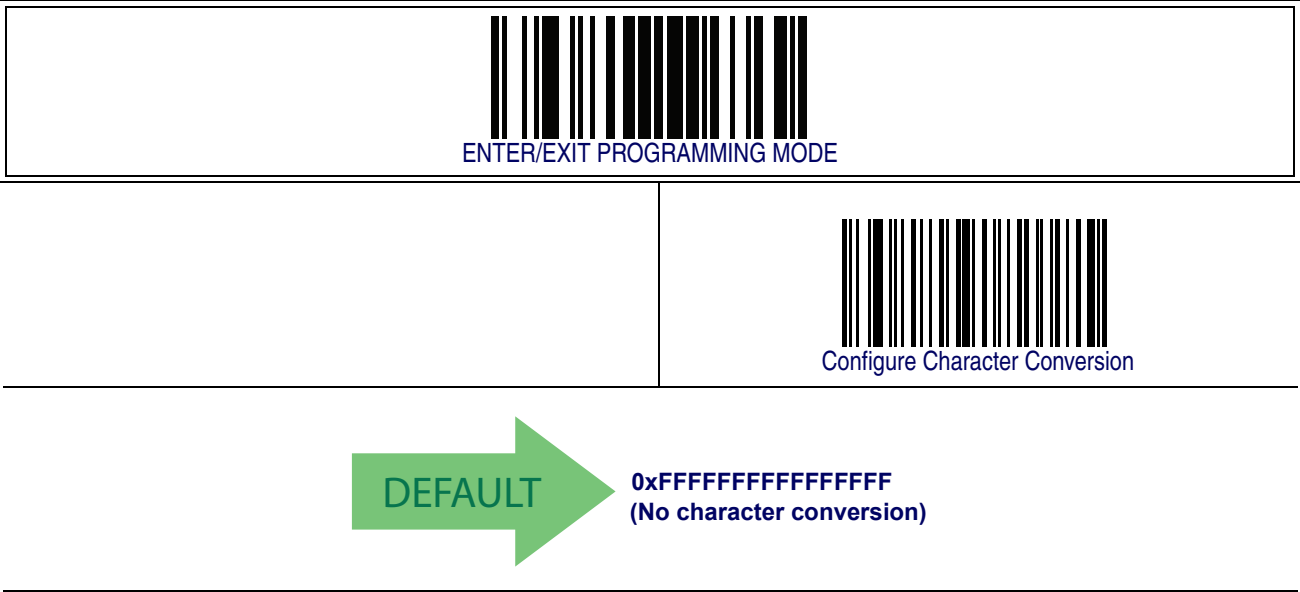 ENTER/EXIT PROGRAMMING MODE
Configure Character Conversion
DEFAULT
0xFFFFFFFFFFFFFFFF
(No character conversion)